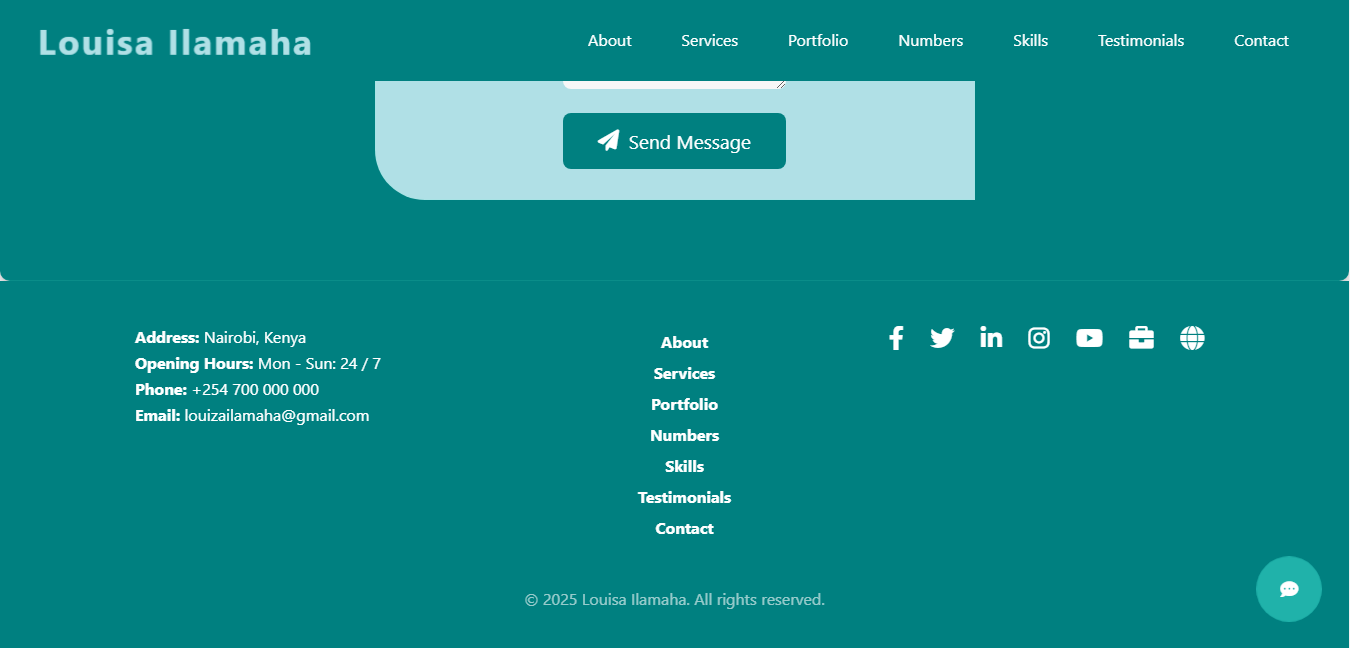 Louisa Ilamaha
About Services Portfolio Numbers Skills Testimonials Contact
Send Message
Address: Nairobi, Kenya
Opening Hours: Mon - Sun: 24 / 7
Phone: +254 700 000 000
Email: louizailamaha@gmail.com
About
Services
Portfolio
Numbers
Skills
Testimonials
Contact
© 2025 Louisa Ilamaha. All rights reserved.